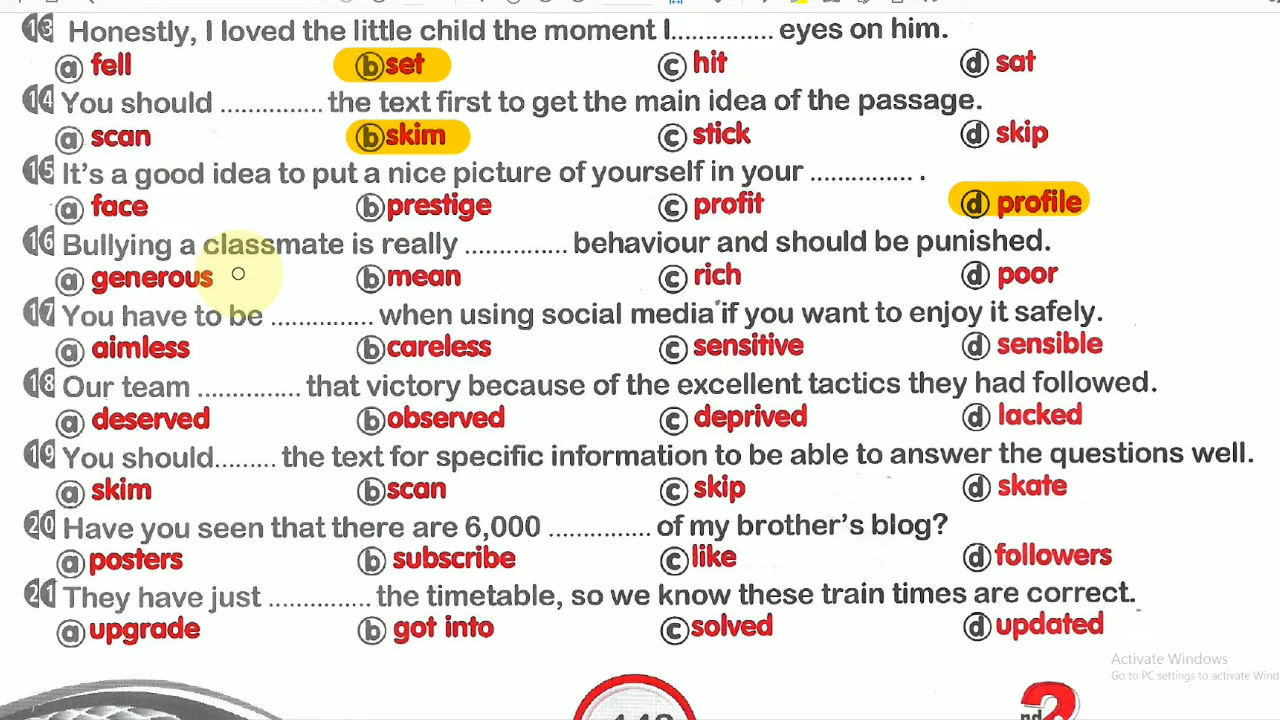 13 Honestly, I loved the little child the moment I............... eyes on him.
a fell b set c hit d sat
14 You should ............... the text first to get the main idea of the passage.
a scan b skim c stick d skip
15 It's a good idea to put a nice picture of yourself in your ............... .
a face b prestige c profit d profile
16 Bullying a classmate is really ............... behaviour and should be punished.
a generous b mean c rich d poor
17 You have to be ............... when using social media if you want to enjoy it safely.
a aimless b careless c sensitive d sensible
18 Our team ............... that victory because of the excellent tactics they had followed.
a deserved b observed c deprived d lacked
19 You should......... the text for specific information to be able to answer the questions well.
a skim b scan c skip d skate
20 Have you seen that there are 6,000 ............... of my brother's blog?
a posters b subscribe c like d followers
21 They have just ............... the timetable, so we know these train times are correct.
a upgrade b got into c solved d updated
Activate Windows
Go to PC settings to activate Wind
nd 2